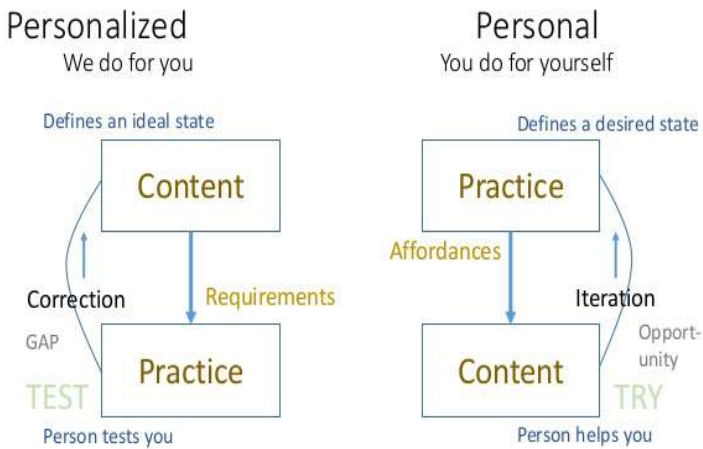 Personalized
We do for you
Defines an ideal state
Content
Requirements
Correction
GAP
Practice
TEST
Person tests you
Personal
You do for yourself
Defines a desired state
Practice
Affordances
Iteration
Opport-
unity
Content
TRY
Person helps you